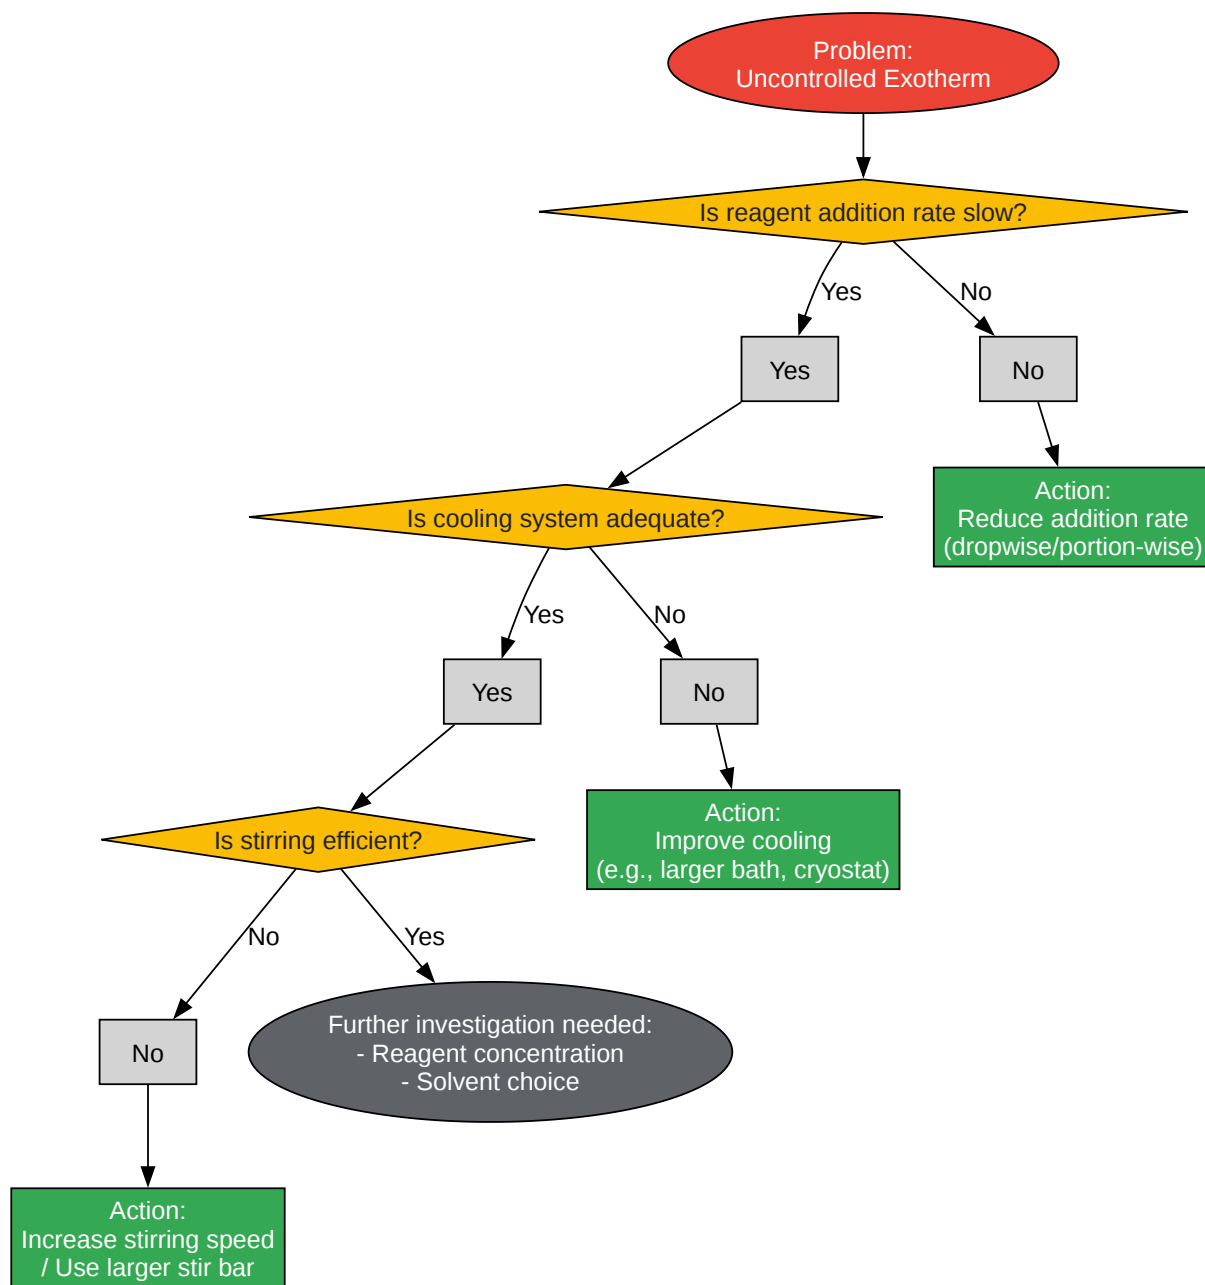 Problem:
Uncontrolled Exotherm
Is reagent addition rate slow?
Yes
No
Yes
No
Action:
Reduce addition rate
(dropwise/portion-wise)
Is cooling system adequate?
Yes
No
Yes
No
Action:
Improve cooling
(e.g., larger bath, cryostat)
Is stirring efficient?
No
Yes
Further investigation needed:
- Reagent concentration
- Solvent choice
No
Action:
Increase stirring speed
/ Use larger stir bar